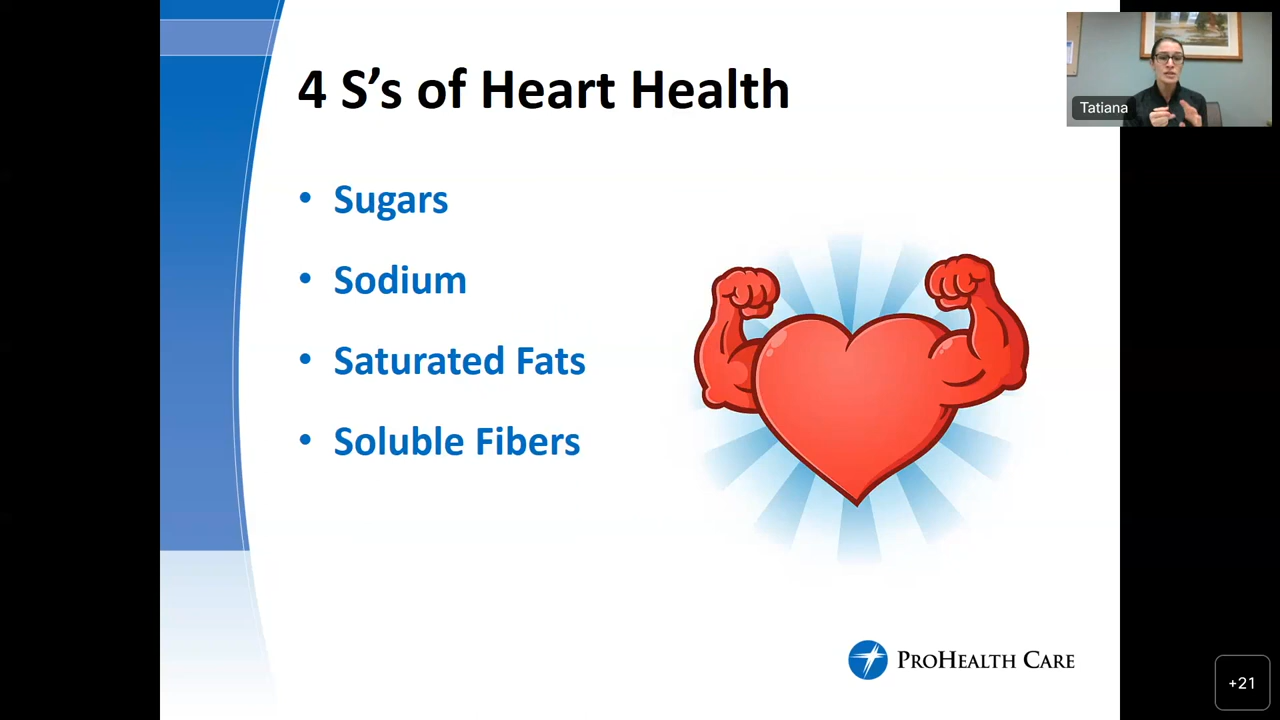 4 S's of Heart Health
Tatiana
• Sugars
• Sodium
• Saturated Fats
• Soluble Fibers
PROHEALTH CARE
+21